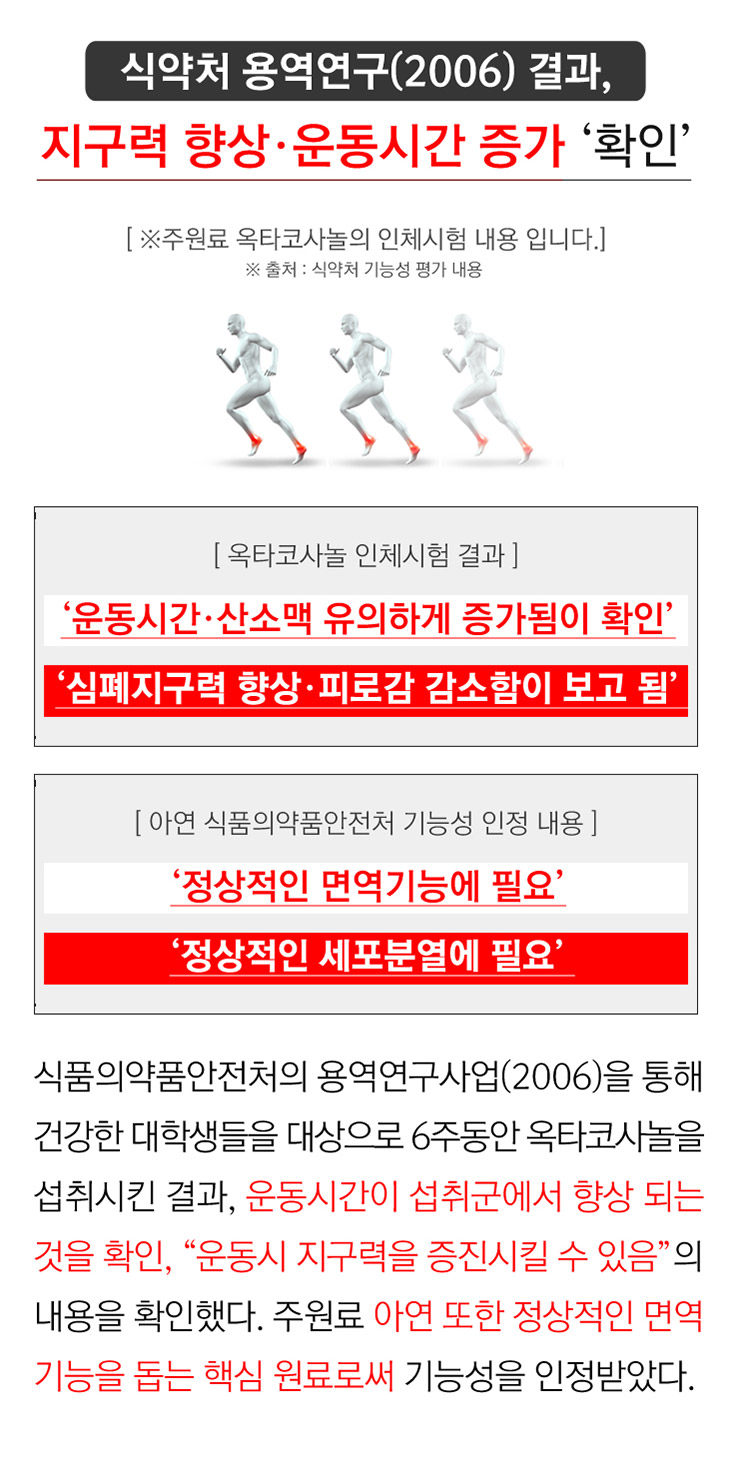 식약처 용역연구(2006) 결과,
지구력 향상·운동시간 증가 ‘확인’
[ ※주원료 옥타코사놀의 인체시험 내용 입니다.]
※ 출처 : 식약처 기능성 평가 내용
[ 옥타코사놀 인체시험 결과 ]
‘운동시간·산소맥 유의하게 증가됨이 확인’
‘심폐지구력 향상·피로감 감소함이 보고 됨’
[ 아연 식품의약품안전처 기능성 인정 내용 ]
‘정상적인 면역기능에 필요’
‘정상적인 세포분열에 필요’
식품의약품안전처의 용역연구사업(2006)을 통해
건강한 대학생들을 대상으로 6주동안 옥타코사놀을
섭취시킨 결과, 운동시간이 섭취군에서 향상 되는
것을 확인, “운동시 지구력을 증진시킬 수 있음”의
내용을 확인했다. 주원료 아연 또한 정상적인 면역
기능을 돕는 핵심 원료로써 기능성을 인정받았다.